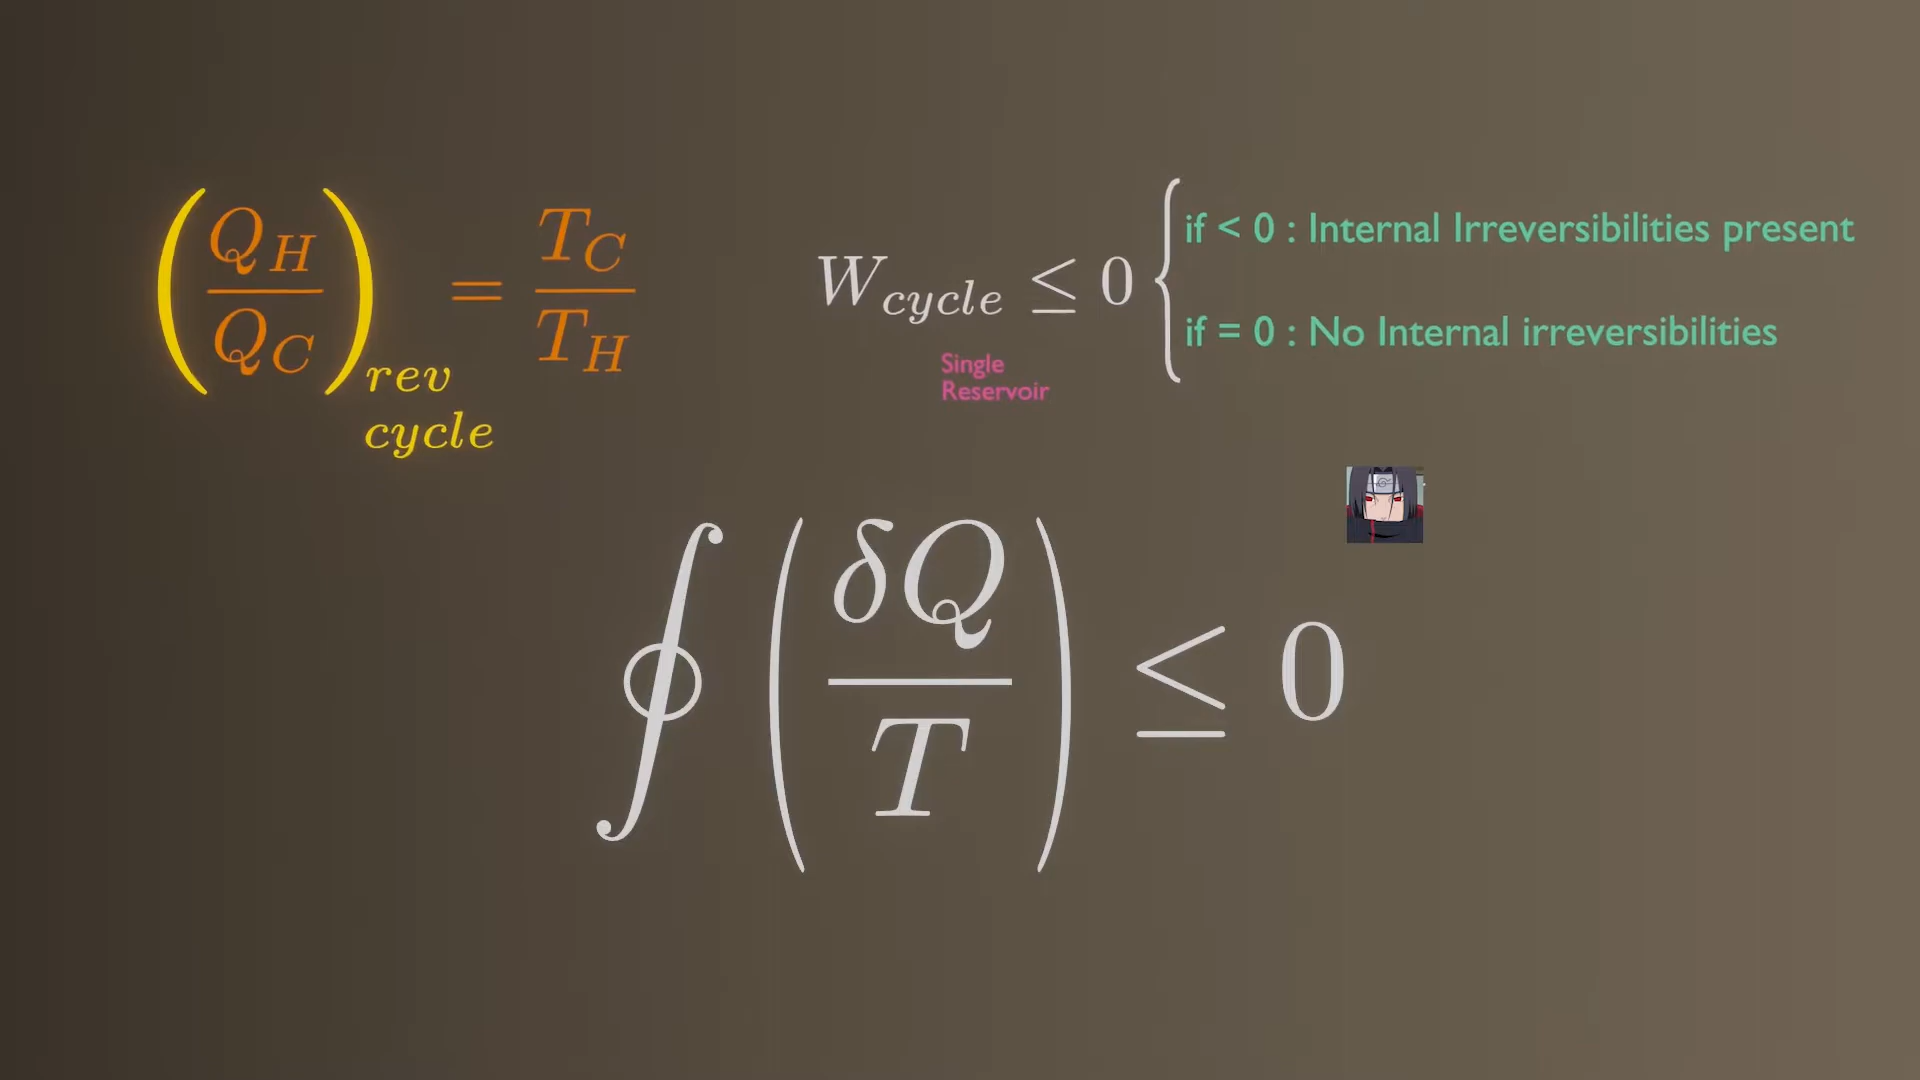 (Q_H / Q_C)_rev cycle = T_C / T_H
W_cycle ≤ 0 {
if < 0 : Internal Irreversibilities present
if = 0 : No Internal irreversibilities
Single
Reservoir
∮ (δQ / T) ≤ 0